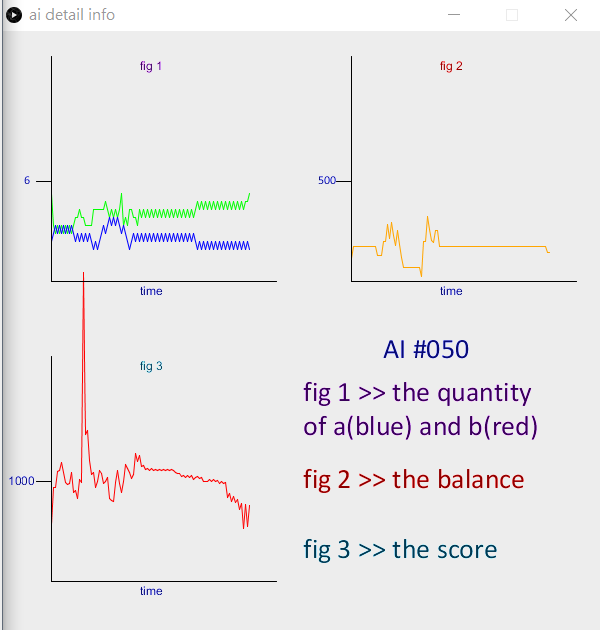 ai detail info
fig 1
fig 2
6
500
time
time
fig 3
AI #050
fig 1 >> the quantity
of a(blue) and b(red)
1000
fig 2 >> the balance
fig 3 >> the score
time